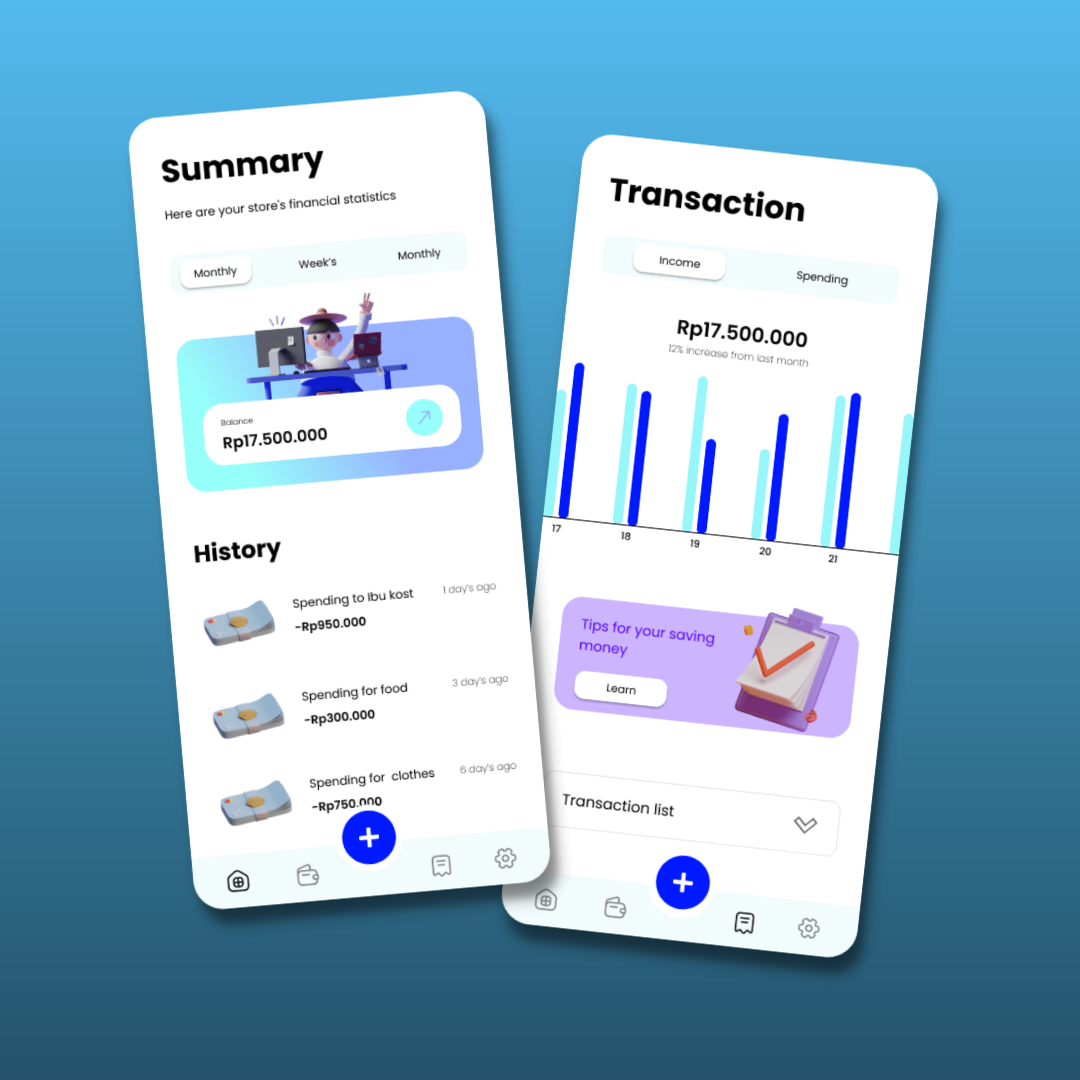 Summary
Here are your store's financial statistics
Monthly
Week's
Monthly
Balance
Rp17.500.000
History
Spending to Ibu kost
1 day's ago
-Rp950.000
Spending for food
3 day's ago
-Rp300.000
Spending for clothes
6 day's ago
-Rp750.000
Transaction
Income
Spending
Rp17.500.000
12% increase from last month
17
18
19
20
21
Tips for your saving
money
Learn
Transaction list